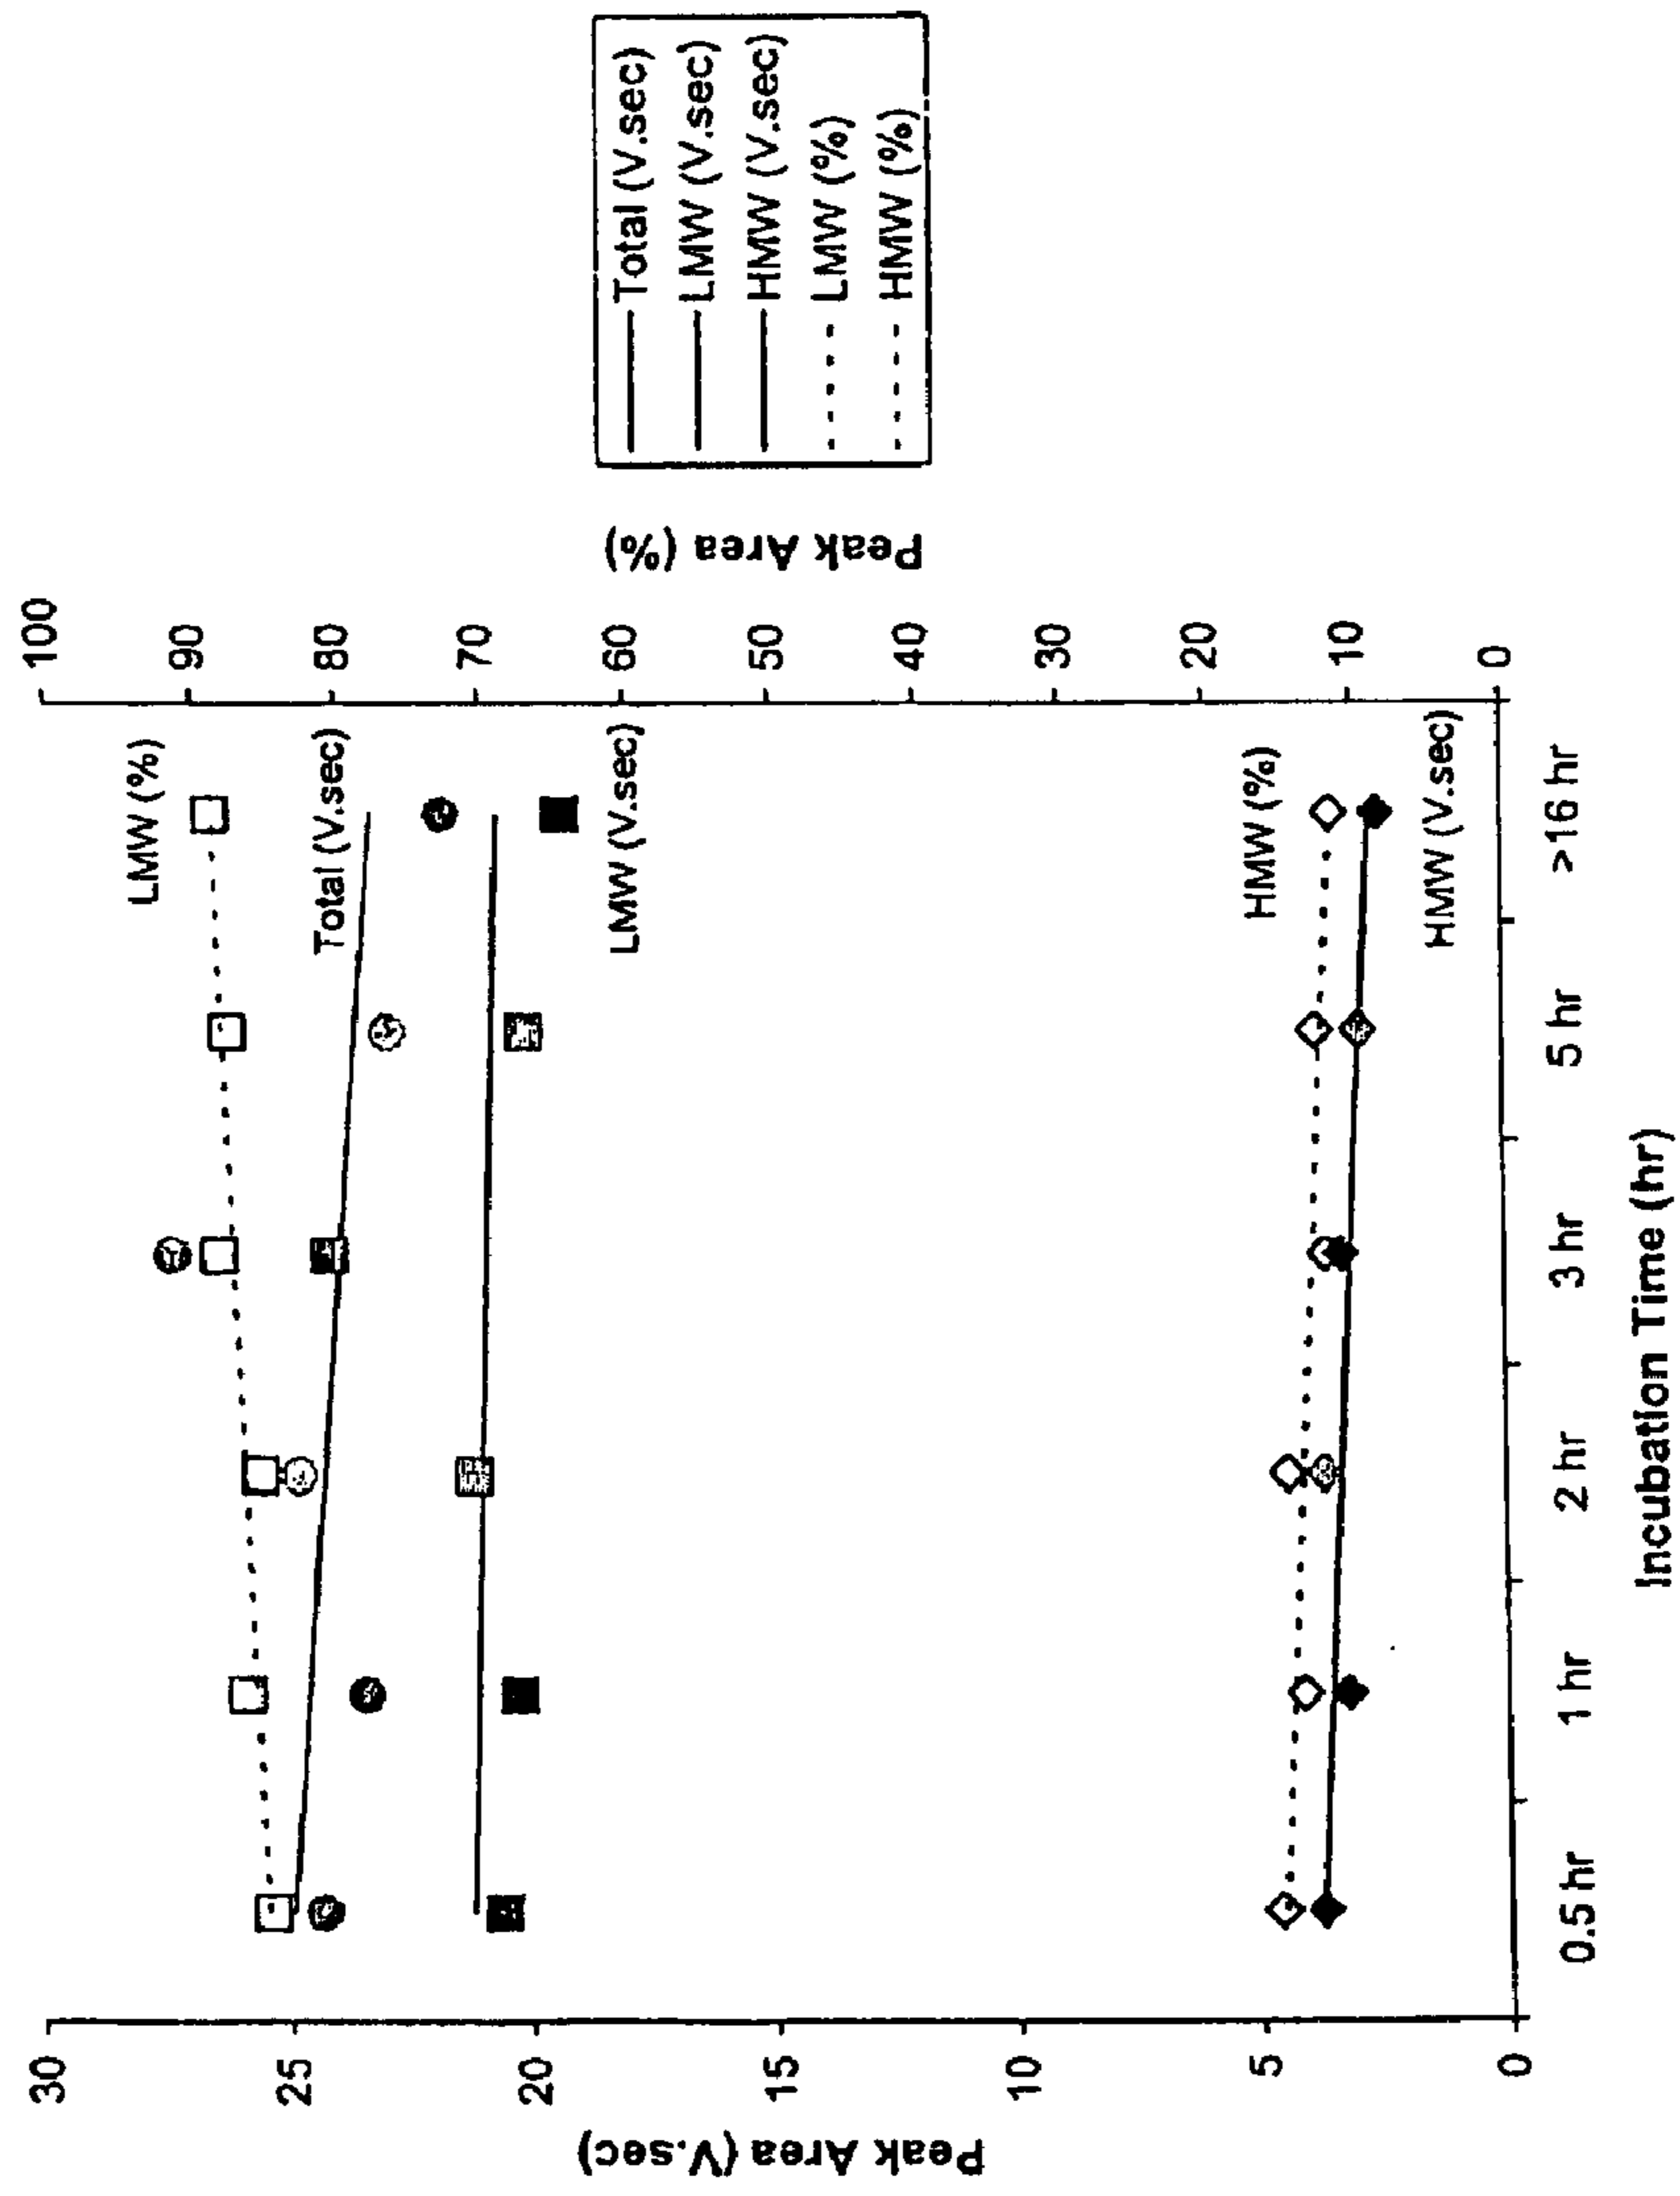 Peak Area (V.sec)
30
25
20
15
10
5
0
LMW (%)
Total (V.sec)
LMW (V.sec)
HMW (%)
HMW (V.sec)
100
90
80
70
60
50
40
30
20
10
0
Peak Area (%)
0.5 hr
1 hr
2 hr
3 hr
5 hr
>16 hr
Incubation Time (hr)
Total (V.sec)
LMW (V.sec)
HMW (V.sec)
LMW (%)
HMW (%)